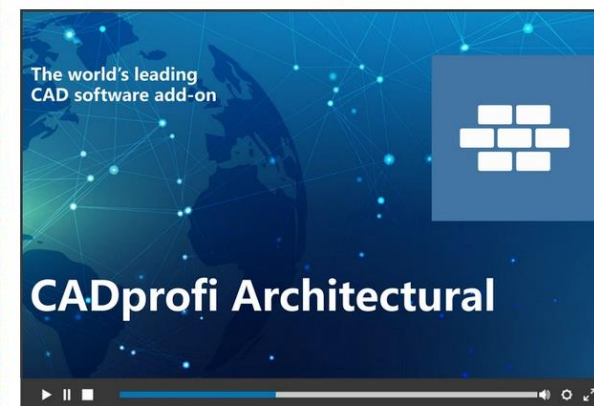 The world's leading
CAD software add-on
CADprofi Architectural